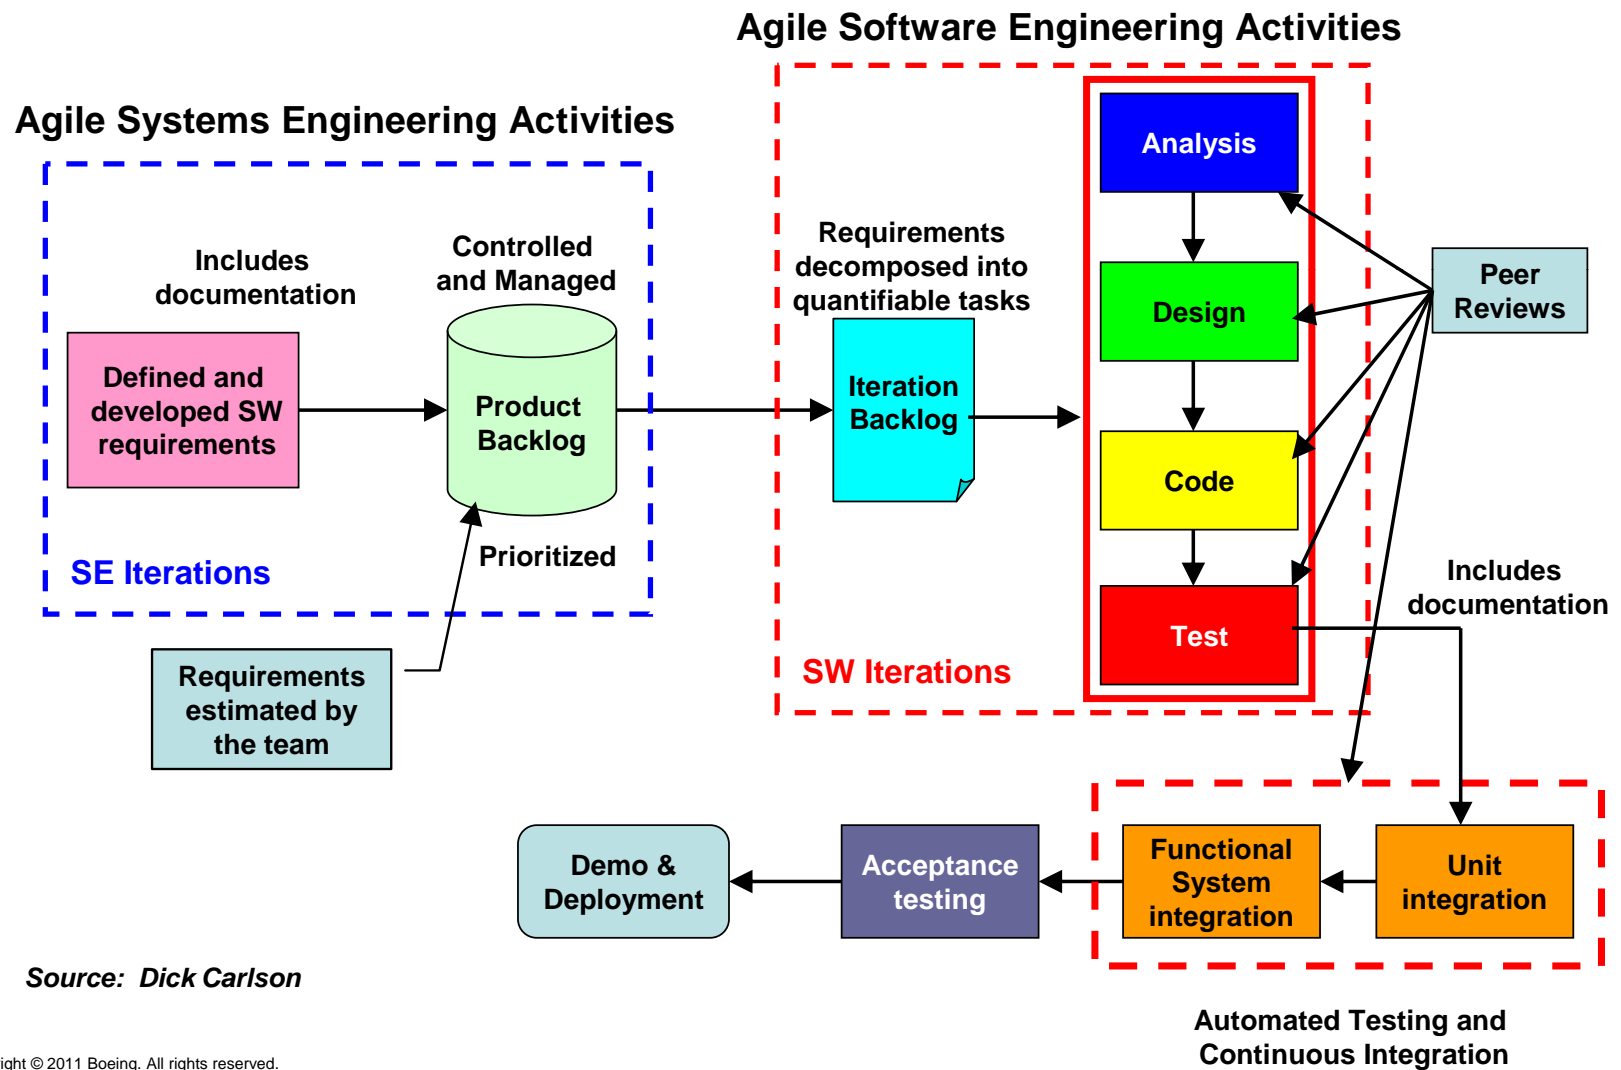 Agile Software Engineering Activities
Agile Systems Engineering Activities
Includes
documentation
Controlled
and Managed
Defined and
developed SW
requirements
Product
Backlog
Prioritized
SE Iterations
Requirements
estimated by
the team
Requirements
decomposed into
quantifiable tasks
Iteration
Backlog
SW Iterations
Analysis
Design
Code
Test
Peer
Reviews
Includes
documentation
Unit
integration
Functional
System
integration
Acceptance
testing
Demo &
Deployment
Automated Testing and
Continuous Integration
Source: Dick Carlson
right © 2011 Boeing. All rights reserved.